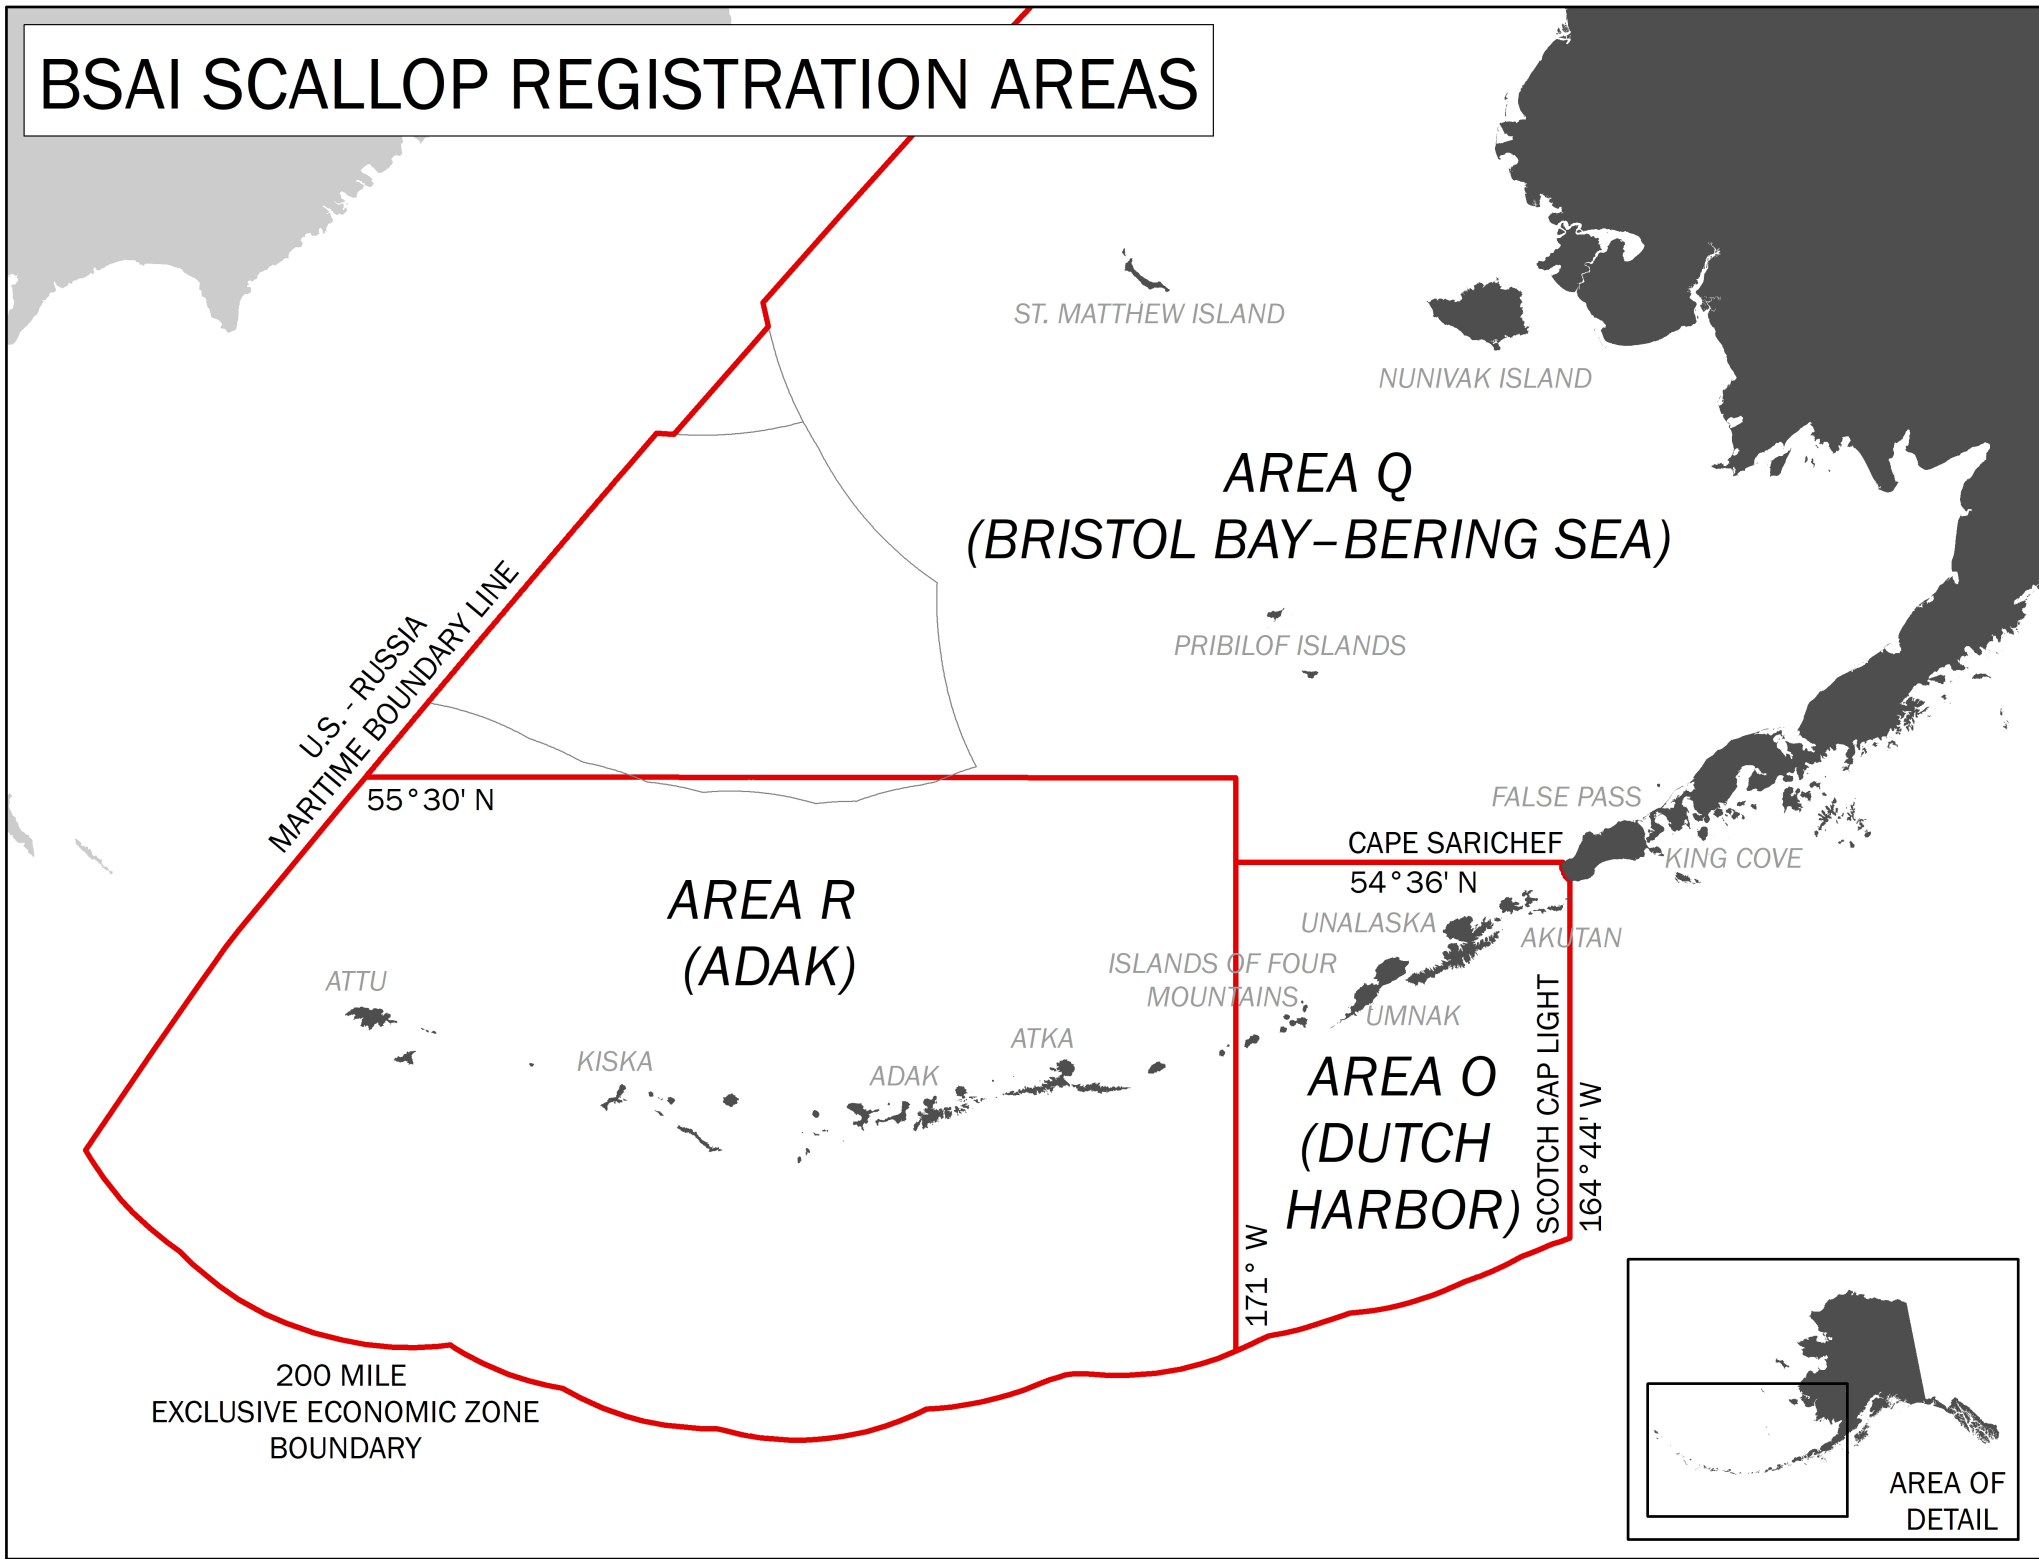 BSAI SCALLOP REGISTRATION AREAS
ST. MATTHEW ISLAND
NUNIVAK ISLAND
AREA Q
(BRISTOL BAY–BERING SEA)
U.S. - RUSSIA
MARITIME BOUNDARY LINE
PRIBILOF ISLANDS
55°30' N
FALSE PASS
CAPE SARICHEF
54°36' N
KING COVE
AREA R
(ADAK)
UNALASKA
AKUTAN
ISLANDS OF FOUR
MOUNTAINS
UMNAK
ATTU
KISKA
ADAK
ATKA
AREA O
(DUTCH
HARBOR)
SCOTCH CAP LIGHT
164°44' W
171° W
200 MILE
EXCLUSIVE ECONOMIC ZONE
BOUNDARY
AREA OF
DETAIL